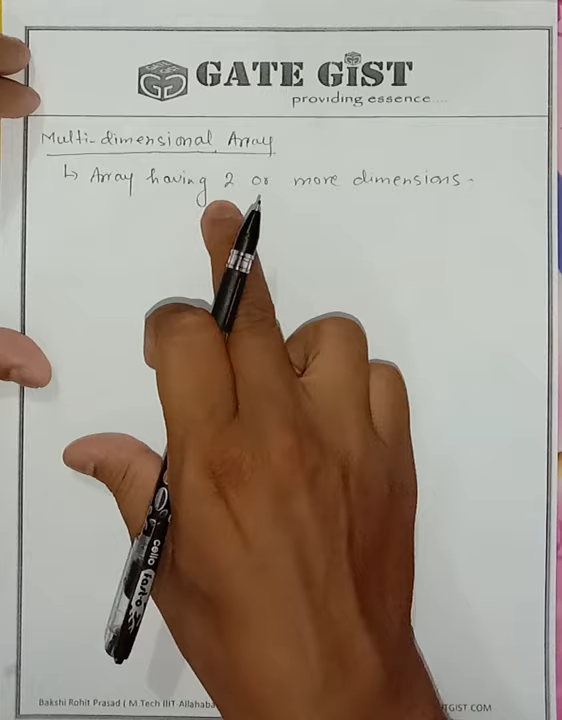 GATE GiST
providing essence....
Multi-dimensional Array
↳ Array having 2 or more dimensions.
cello
Bakshi Rohit Prasad ( M.Tech IIIT Allahaba
TGIST.COM